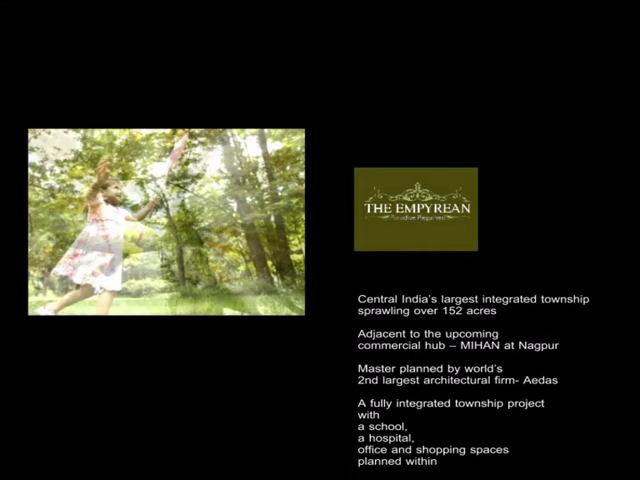 THE EMPYREAN
Paradise Regained
Central India's largest integrated township
sprawling over 152 acres
Adjacent to the upcoming
commercial hub – MIHAN at Nagpur
Master planned by world's
2nd largest architectural firm- Aedas
A fully integrated township project
with
a school,
a hospital,
office and shopping spaces
planned within